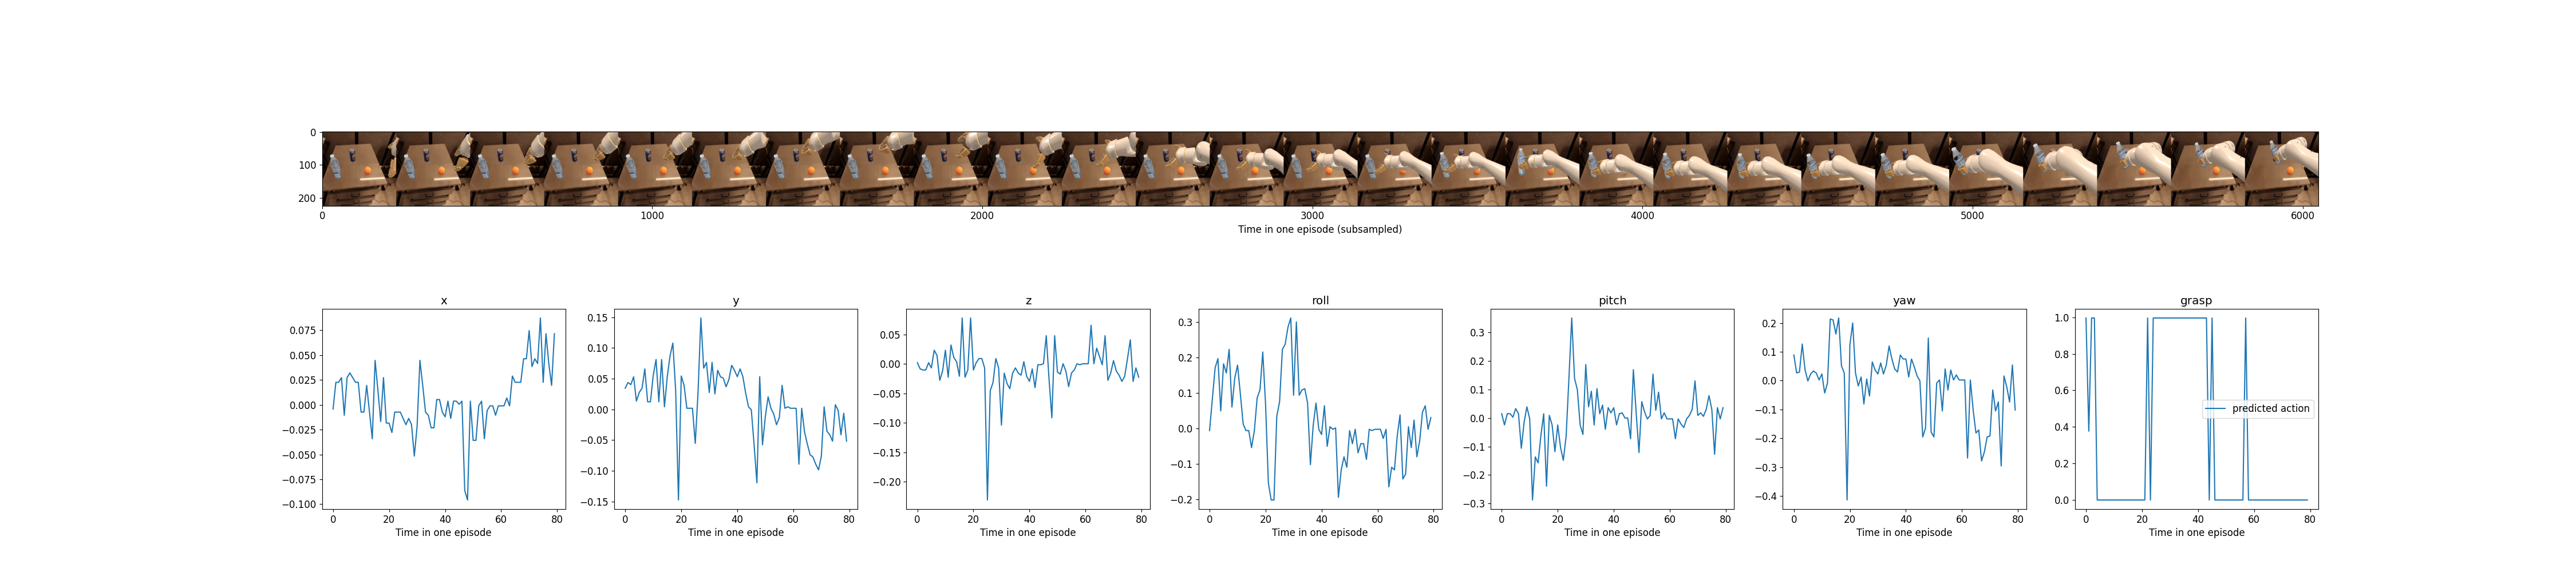 0
100
200
0 1000 2000 3000 4000 5000 6000
Time in one episode (subsampled)
x
0.075
0.050
0.025
0.000
−0.025
−0.050
−0.075
−0.100
0 20 40 60 80
Time in one episode
y
0.15
0.10
0.05
0.00
−0.05
−0.10
−0.15
0 20 40 60 80
Time in one episode
z
0.05
0.00
−0.05
−0.10
−0.15
−0.20
0 20 40 60 80
Time in one episode
roll
0.3
0.2
0.1
0.0
−0.1
−0.2
0 20 40 60 80
Time in one episode
pitch
0.3
0.2
0.1
0.0
−0.1
−0.2
−0.3
0 20 40 60 80
Time in one episode
yaw
0.2
0.1
0.0
−0.1
−0.2
−0.3
−0.4
0 20 40 60 80
Time in one episode
grasp
1.0
0.8
0.6
0.4
0.2
0.0
predicted action
0 20 40 60 80
Time in one episode